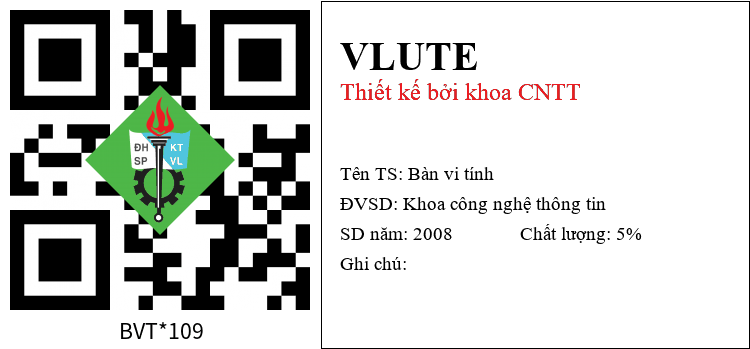 ĐH KT
SP VL
BVT*109
VLUTE
Thiết kế bởi khoa CNTT
Tên TS: Bàn vi tính
ĐVSD: Khoa công nghệ thông tin
SD năm: 2008 Chất lượng: 5%
Ghi chú: